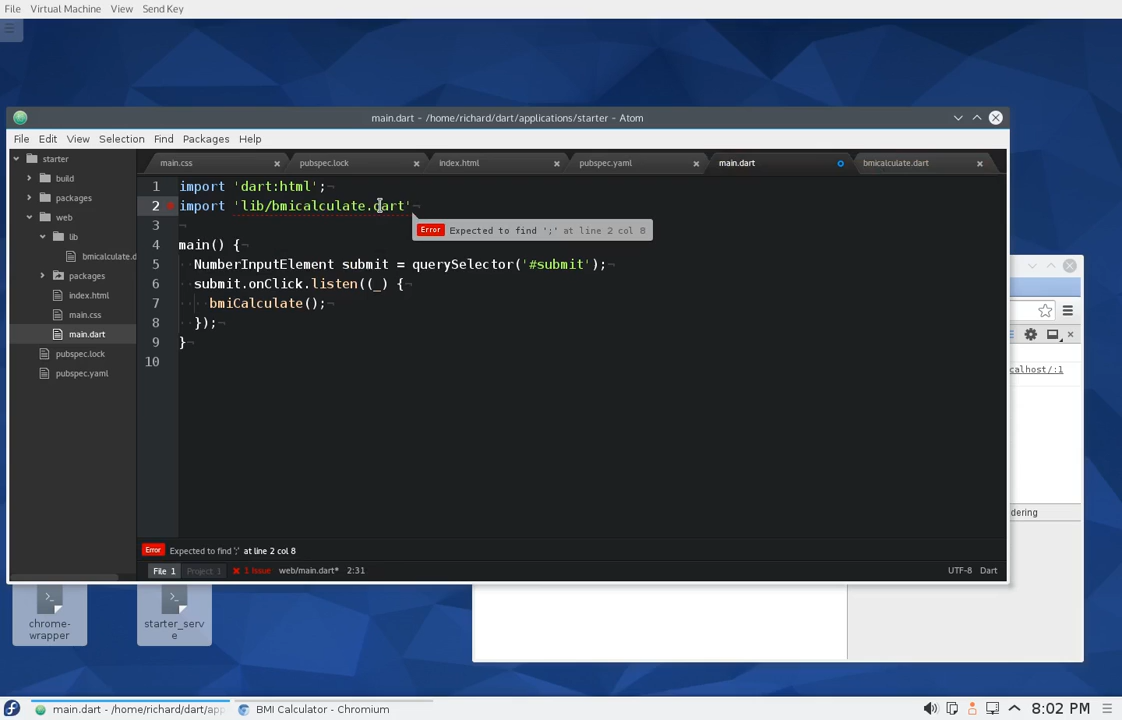 File Virtual Machine View Send Key
main.dart - /home/richard/dart/applications/starter - Atom
File Edit View Selection Find Packages Help
starter
build
packages
web
lib
bmicalculate.d
packages
index.html
main.css
main.dart
pubspec.lock
pubspec.yaml
main.css pubspec.lock index.html pubspec.yaml main.dart bmicalculate.dart
1 import 'dart:html';¬
2 import 'lib/bmicalculate.dart'¬
Error Expected to find ';' at line 2 col 8
3 ¬
4 main() {¬
5 ··NumberInputElement submit = querySelector('#submit');¬
6 ··submit.onClick.listen((_) {¬
7 ····bmiCalculate();¬
8 ··});¬
9 }¬
10
Error Expected to find ';' at line 2 col 8
File 1 Project 1 1 Issue web/main.dart* 2:31 UTF-8 Dart
calhost/:1
dering
chrome-
wrapper
starter_serv
e
main.dart - /home/richard/dart/app BMI Calculator - Chromium 8:02 PM